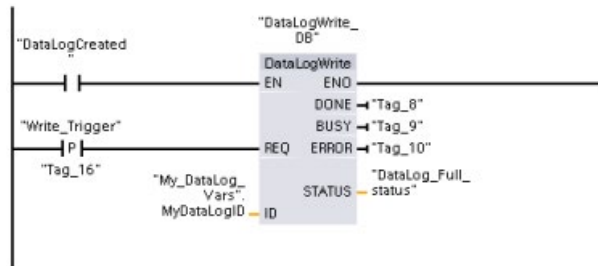 "DataLogWrite_
DB"
"DataLogCreated
"
DataLogWrite
EN ENO
DONE "Tag_8"
"Write_Trigger"
BUSY "Tag_9"
P
REQ ERROR "Tag_10"
"Tag_16"
"My_DataLog_
Vars".
MyDataLogID ID
"DataLog_Full_
STATUS status"